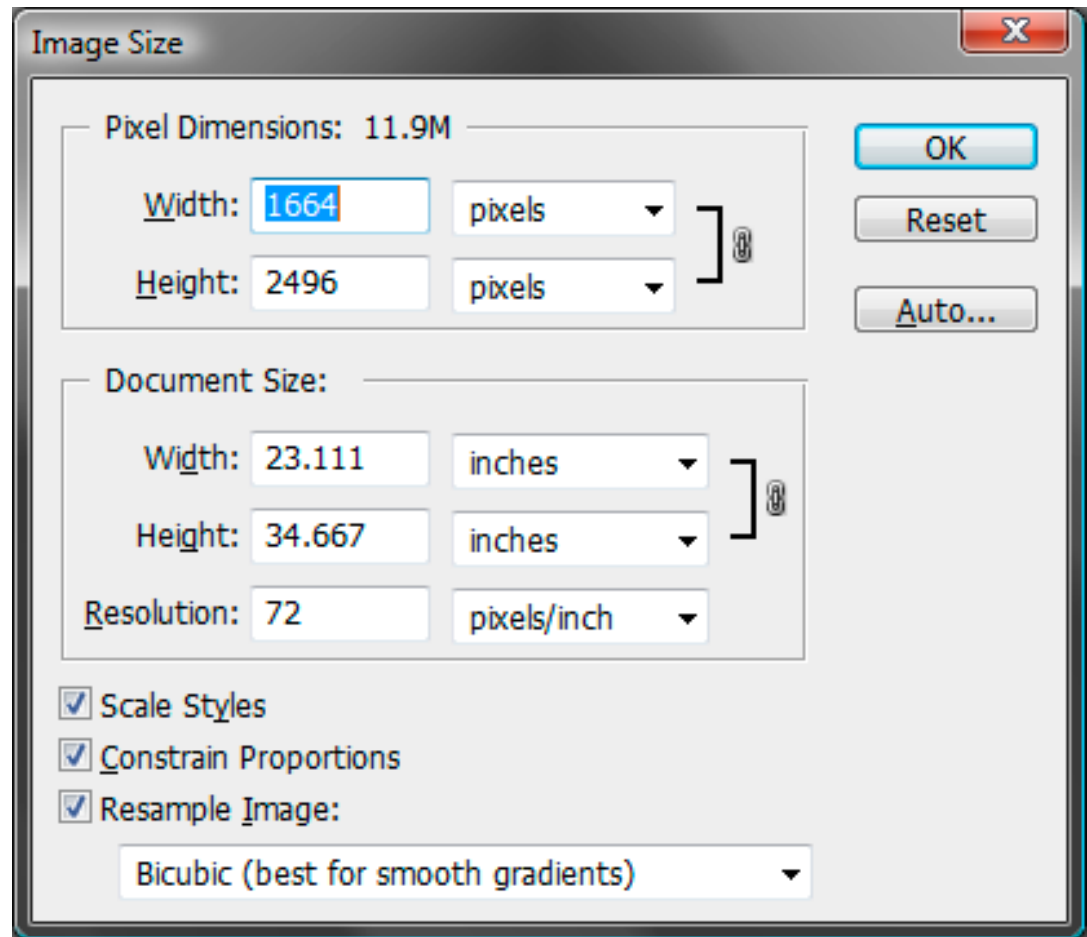 Image Size
Pixel Dimensions: 11.9M
OK
Width: 1664 pixels
Reset
Height: 2496 pixels
Auto...
Document Size:
Width: 23.111 inches
Height: 34.667 inches
Resolution: 72 pixels/inch
Scale Styles
Constrain Proportions
Resample Image:
Bicubic (best for smooth gradients)